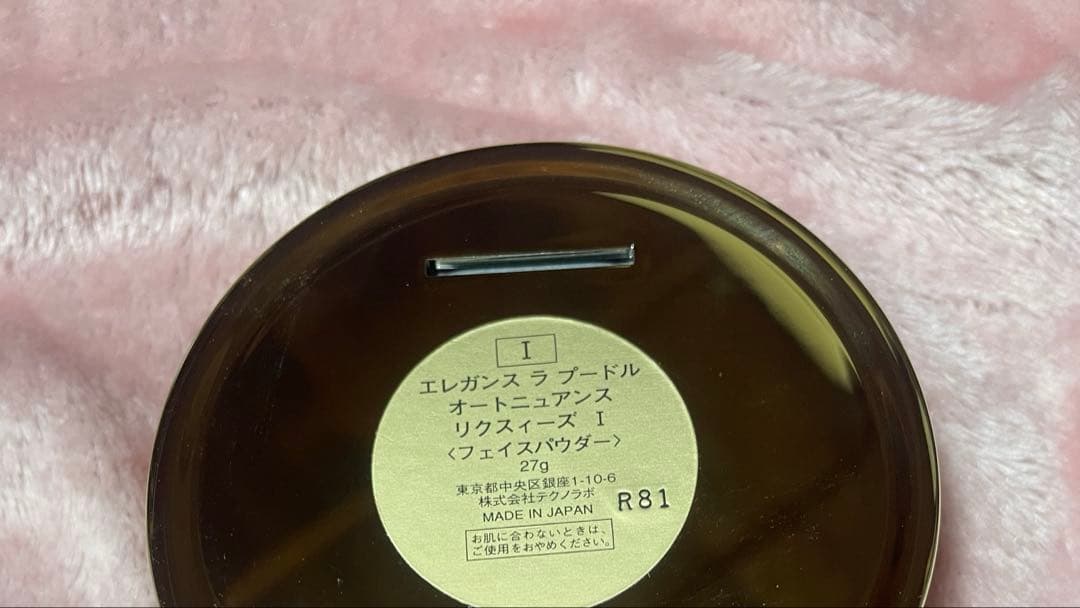 I
エレガンス ラ プードル
オートニュアンス
リクスィーズ I
〈フェイスパウダー〉
27g
東京都中央区銀座1-10-6
株式会社テクノラボ
MADE IN JAPAN
R81
お肌に合わないときは、
ご使用をおやめください。